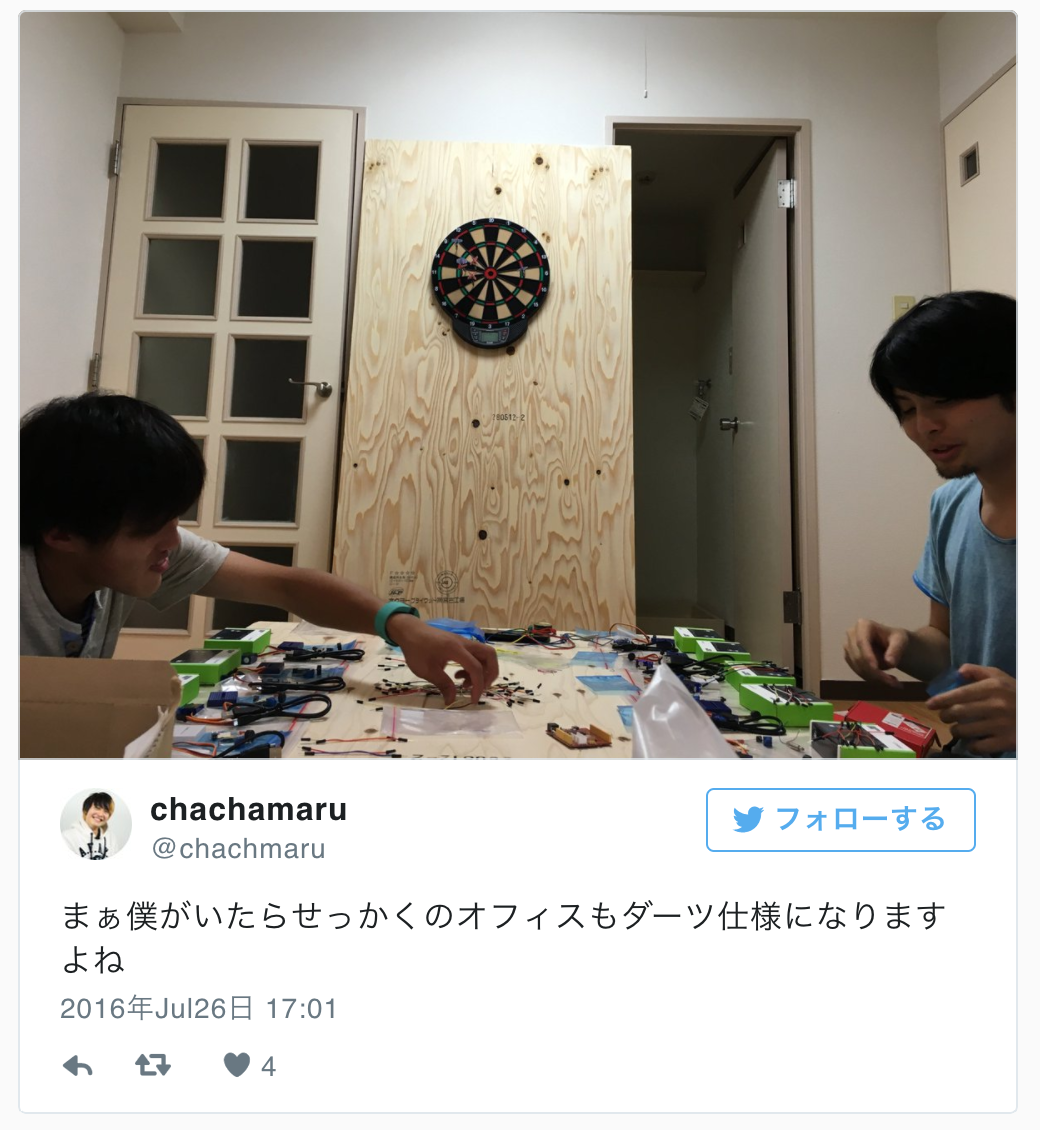 760512-2
chachamaru
@chachmaru
フォローする
まぁ僕がいたらせっかくのオフィスもダーツ仕様になります
よね
2016年Jul26日 17:01
4